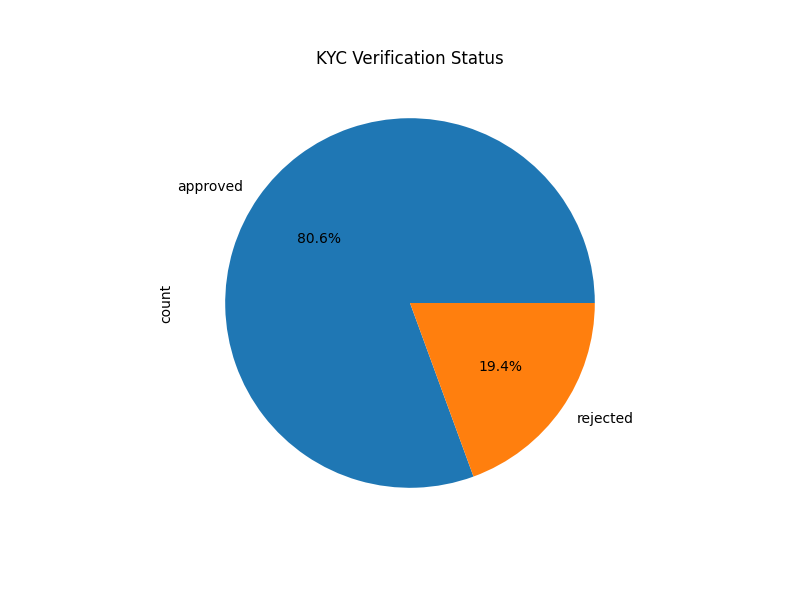 KYC Verification Status
approved
80.6%
count
19.4%
rejected